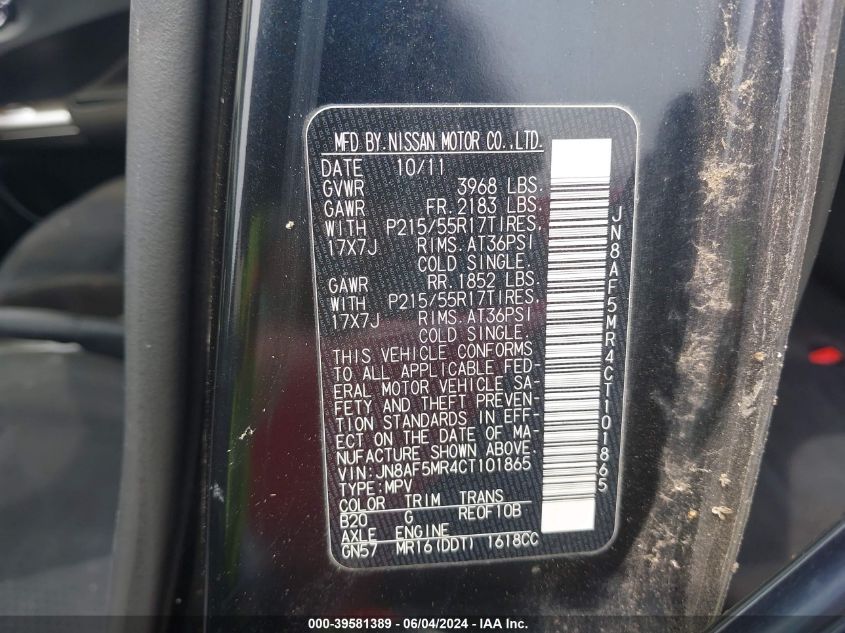 MFD BY NISSAN MOTOR CO.,LTD.
DATE 10/11
GVWR 3968 LBS.
GAWR FR. 2183 LBS.
WITH P215/55R17TIRES,
17X7J RIMS. AT36PSI
COLD SINGLE.
GAWR RR. 1852 LBS.
WITH P215/55R17TIRES,
17X7J RIMS. AT36PSI
COLD SINGLE.
THIS VEHICLE CONFORMS
TO ALL APPLICABLE FED-
ERAL MOTOR VEHICLE SA-
FETY AND THEFT PREVEN-
TION STANDARDS IN EFF-
ECT ON THE DATE OF MA-
NUFACTURE SHOWN ABOVE.
VIN:JN8AF5MR4CT101865
TYPE:MPV
COLOR TRIM TRANS
B20 G RE0F10B
AXLE ENGINE
GN57 MR16(DDT) 1618CC
JN8AF5MR4CT101865
000-39581389 - 06/04/2024 - IAA Inc.